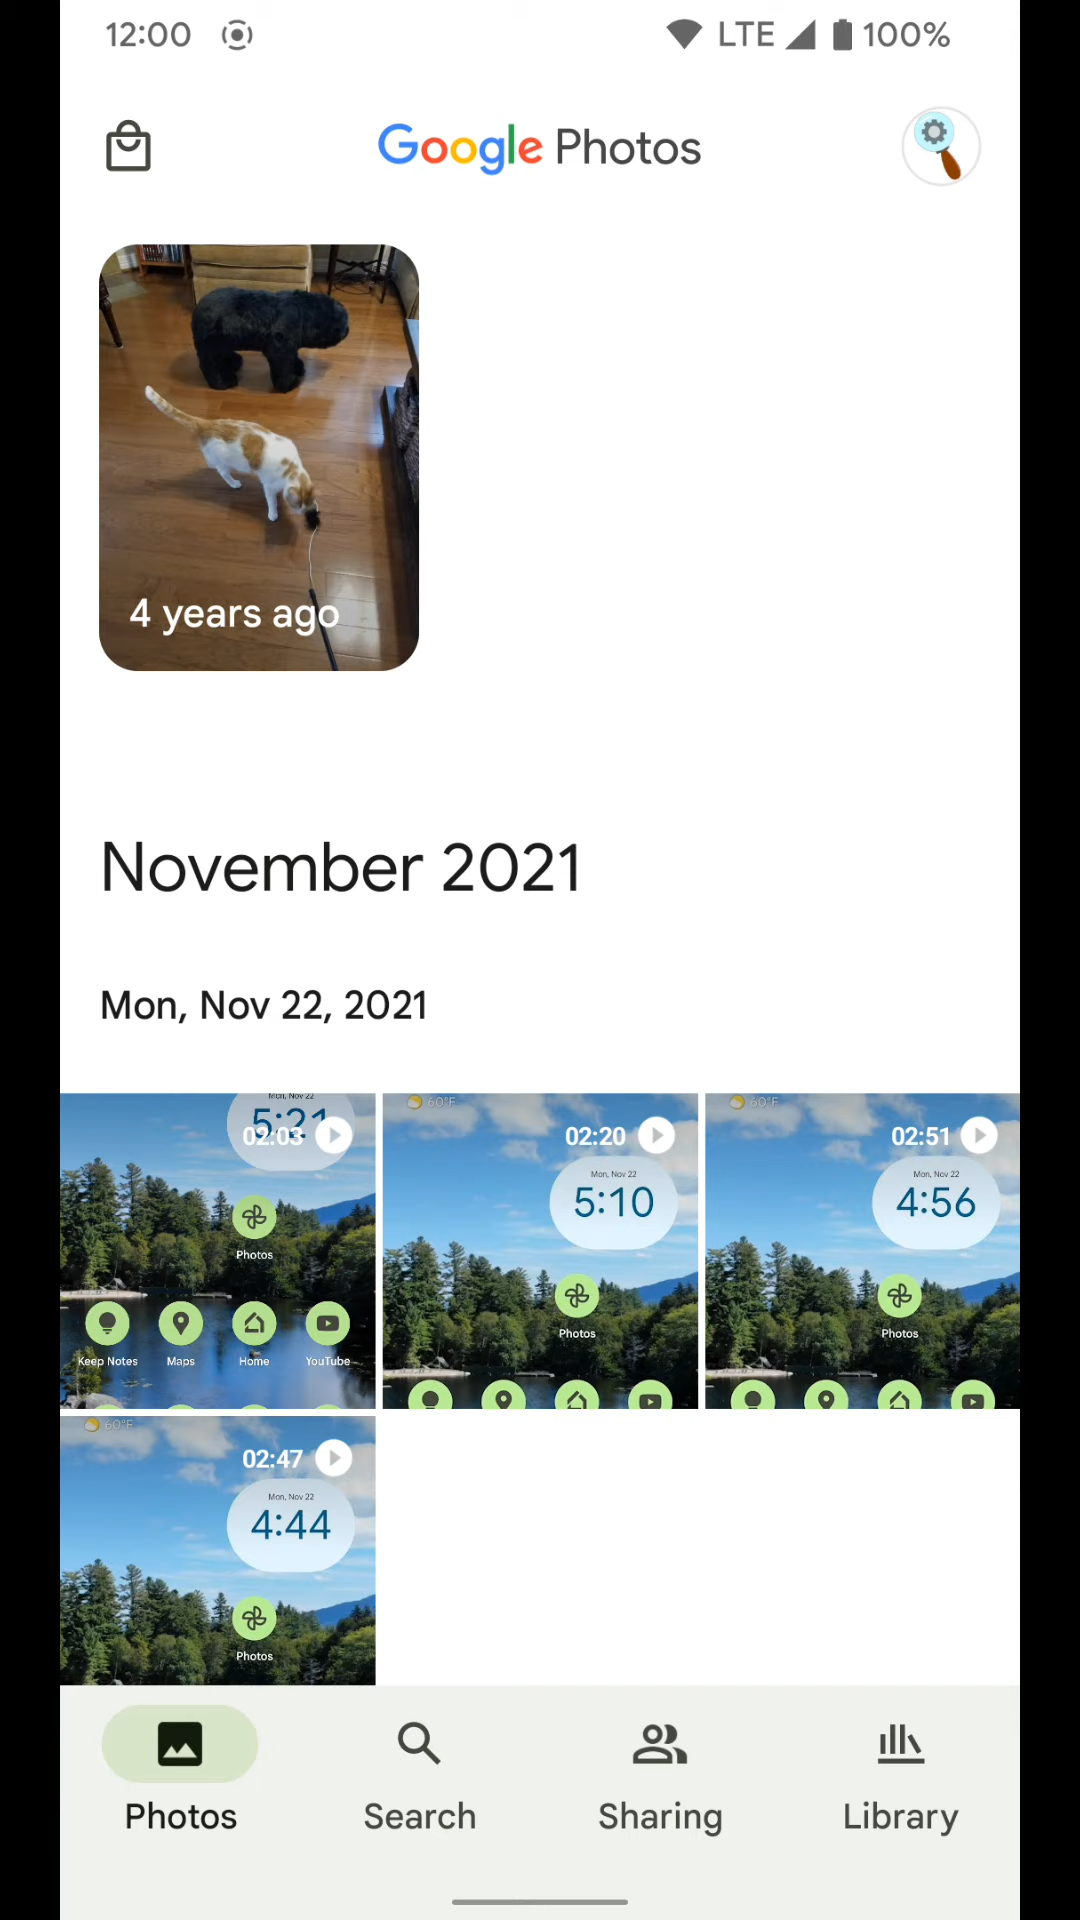 12:00 LTE 100%
Google Photos
4 years ago
November 2021
Mon, Nov 22, 2021
Mon, Nov 22
5:21
02:03
Photos
Keep Notes Maps Home YouTube
60°F
02:20
Mon, Nov 22
5:10
Photos
60°F
02:51
Mon, Nov 22
4:56
Photos
60°F
02:47
Mon, Nov 22
4:44
Photos
Photos Search Sharing Library